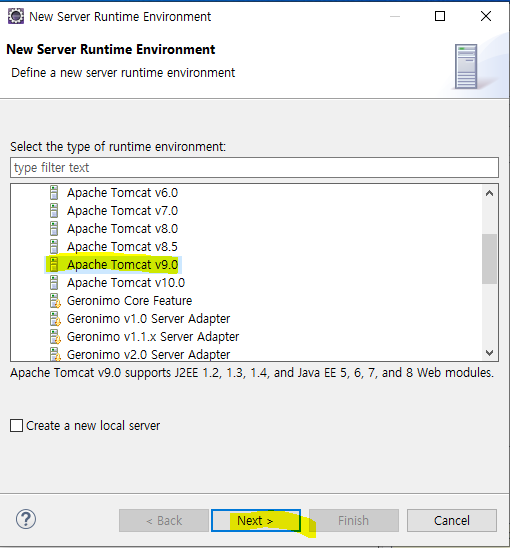 New Server Runtime Environment
New Server Runtime Environment
Define a new server runtime environment
Select the type of runtime environment:
type filter text
Apache Tomcat v6.0
Apache Tomcat v7.0
Apache Tomcat v8.0
Apache Tomcat v8.5
Apache Tomcat v9.0
Apache Tomcat v10.0
Geronimo Core Feature
Geronimo v1.0 Server Adapter
Geronimo v1.1.x Server Adapter
Geronimo v2.0 Server Adapter
Apache Tomcat v9.0 supports J2EE 1.2, 1.3, 1.4, and Java EE 5, 6, 7, and 8 Web modules.
Create a new local server
? < Back Next > Finish Cancel